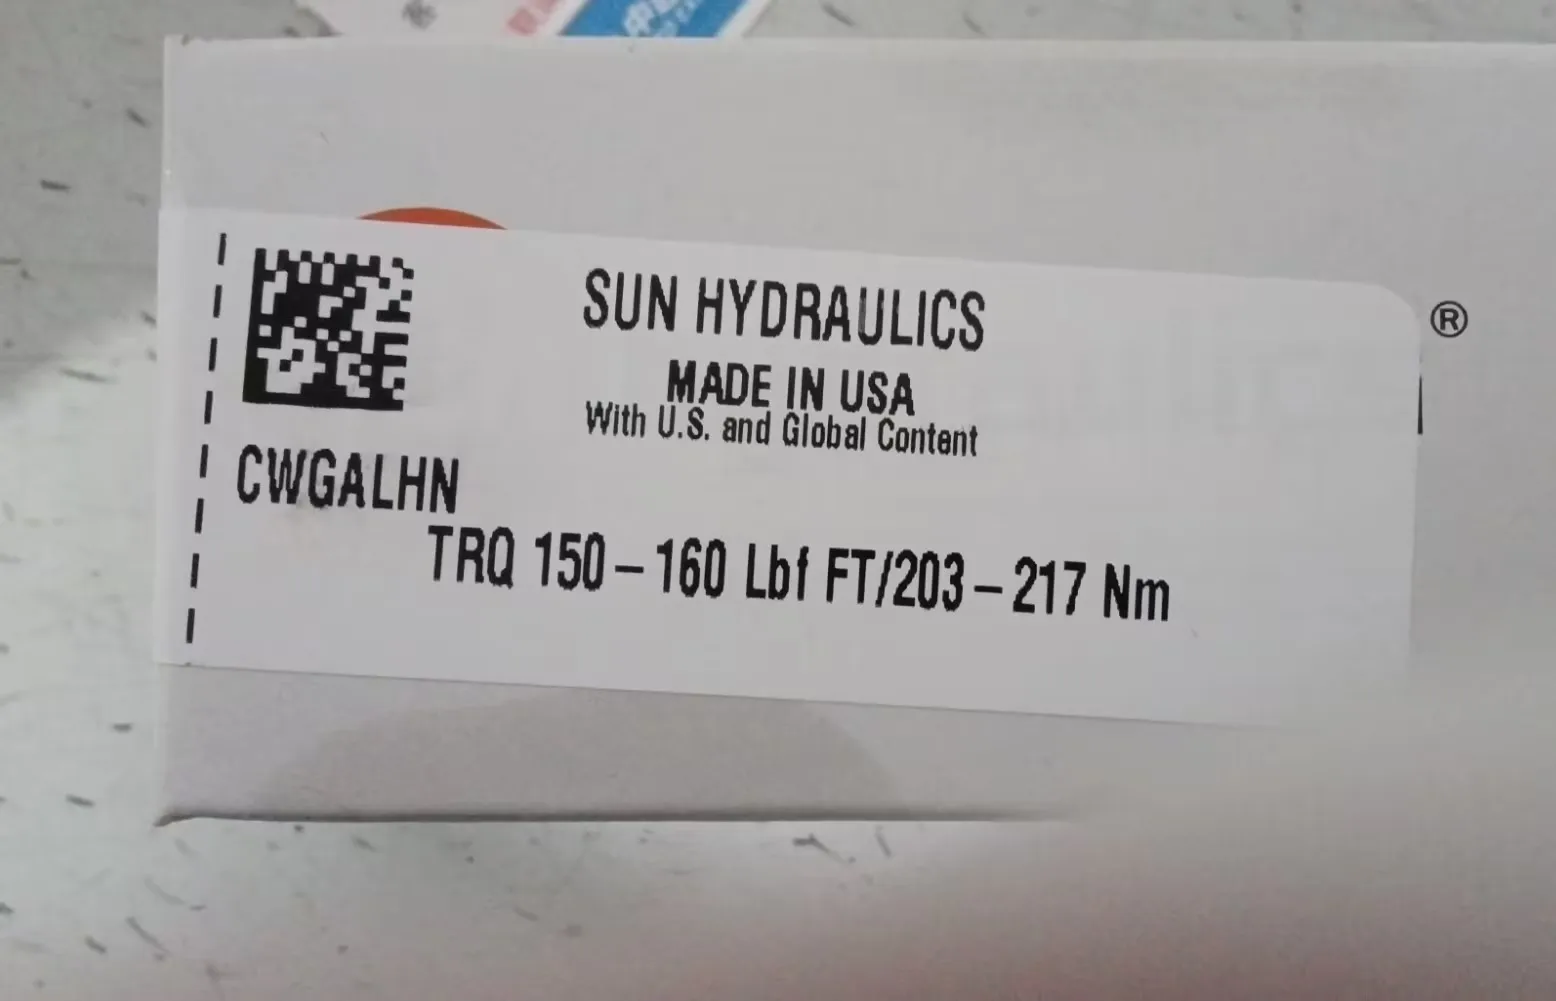 SUN HYDRAULICS
MADE IN USA
With U.S. and Global Content
®
CWGALHN
TRQ 150-160 Lbf FT/203-217 Nm